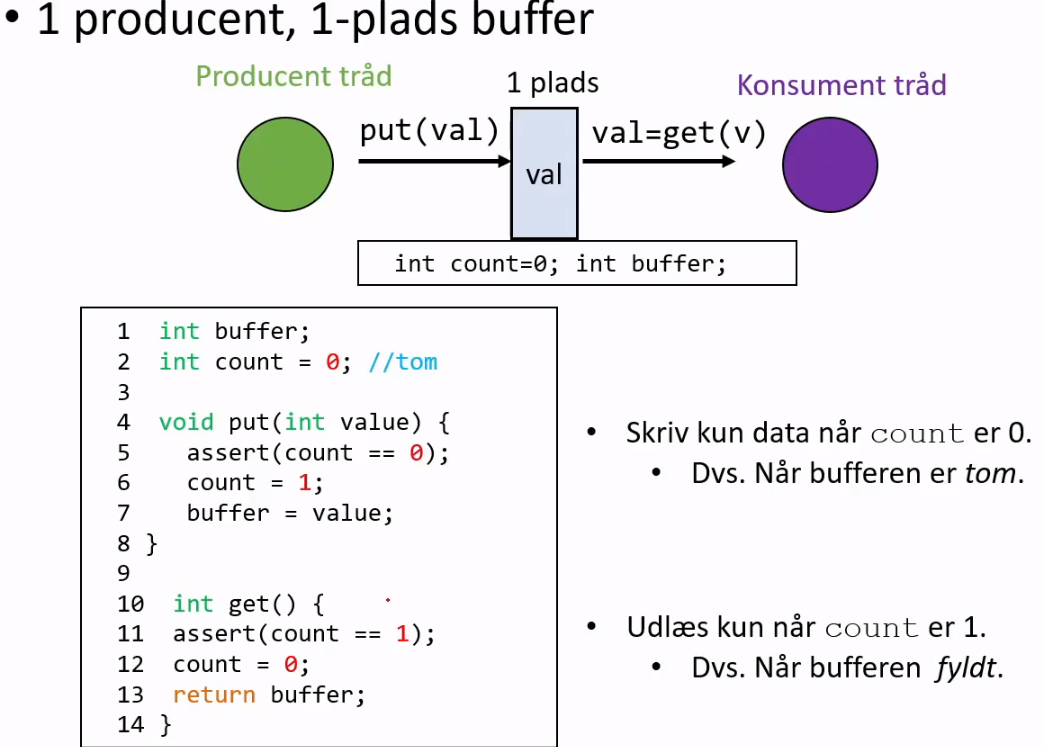 • 1 producent, 1-plads buffer
Producent tråd
1 plads
Konsument tråd
put(val)
val
val=get(v)
int count=0; int buffer;
1 int buffer;
2 int count = 0; //tom
3
4 void put(int value) {
5 assert(count == 0);
6 count = 1;
7 buffer = value;
8 }
9
10 int get() {
11 assert(count == 1);
12 count = 0;
13 return buffer;
14 }
• Skriv kun data når count er 0.
• Dvs. Når bufferen er tom.
• Udlæs kun når count er 1.
• Dvs. Når bufferen fyldt.